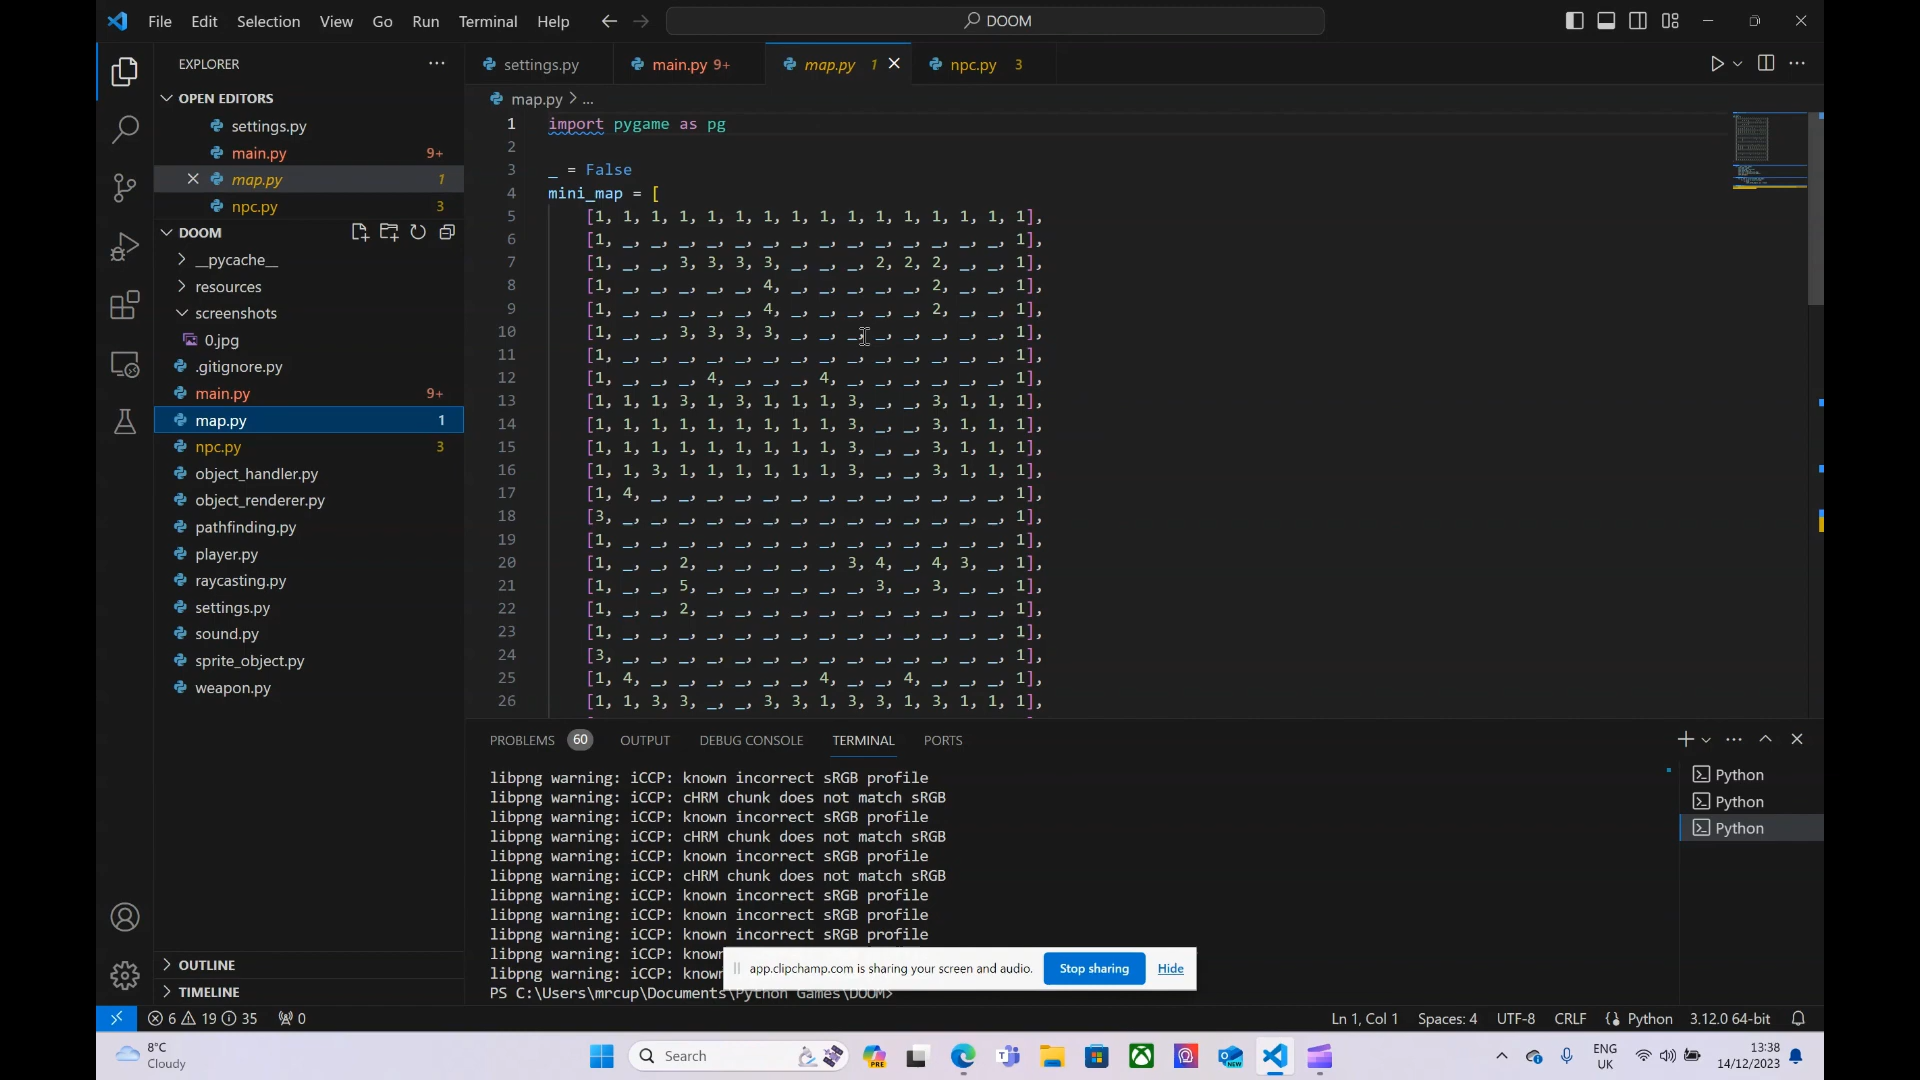 File Edit Selection View Go Run Terminal Help
DOOM
EXPLORER
OPEN EDITORS
settings.py
main.py 9+
map.py 1
npc.py 3
DOOM
__pycache__
resources
screenshots
0.jpg
.gitignore.py
main.py 9+
map.py 1
npc.py 3
object_handler.py
object_renderer.py
pathfinding.py
player.py
raycasting.py
settings.py
sound.py
sprite_object.py
weapon.py
OUTLINE
TIMELINE
settings.py main.py 9+ map.py 1 npc.py 3
map.py > ...
1 import pygame as pg
2
3 _ = False
4 mini_map = [
5 [1, 1, 1, 1, 1, 1, 1, 1, 1, 1, 1, 1, 1, 1, 1, 1],
6 [1, _, _, _, _, _, _, _, _, _, _, _, _, _, _, 1],
7 [1, _, _, 3, 3, 3, 3, _, _, _, 2, 2, 2, _, _, 1],
8 [1, _, _, _, _, _, 4, _, _, _, _, _, 2, _, _, 1],
9 [1, _, _, _, _, _, 4, _, _, _, _, _, 2, _, _, 1],
10 [1, _, _, 3, 3, 3, 3, _, _, _, _, _, _, _, _, 1],
11 [1, _, _, _, _, _, _, _, _, _, _, _, _, _, _, 1],
12 [1, _, _, _, 4, _, _, _, 4, _, _, _, _, _, _, 1],
13 [1, 1, 1, 3, 1, 3, 1, 1, 1, 3, _, _, 3, 1, 1, 1],
14 [1, 1, 1, 1, 1, 1, 1, 1, 1, 3, _, _, 3, 1, 1, 1],
15 [1, 1, 1, 1, 1, 1, 1, 1, 1, 3, _, _, 3, 1, 1, 1],
16 [1, 1, 3, 1, 1, 1, 1, 1, 1, 3, _, _, 3, 1, 1, 1],
17 [1, 4, _, _, _, _, _, _, _, _, _, _, _, _, _, 1],
18 [3, _, _, _, _, _, _, _, _, _, _, _, _, _, _, 1],
19 [1, _, _, _, _, _, _, _, _, _, _, _, _, _, _, 1],
20 [1, _, _, 2, _, _, _, _, _, 3, 4, _, 4, 3, _, 1],
21 [1, _, _, 5, _, _, _, _, _, _, 3, _, 3, _, _, 1],
22 [1, _, _, 2, _, _, _, _, _, _, _, _, _, _, _, 1],
23 [1, _, _, _, _, _, _, _, _, _, _, _, _, _, _, 1],
24 [3, _, _, _, _, _, _, _, _, _, _, _, _, _, _, 1],
25 [1, 4, _, _, _, _, _, _, 4, _, _, 4, _, _, _, 1],
26 [1, 1, 3, 3, _, _, 3, 3, 1, 3, 3, 1, 3, 1, 1, 1],
PROBLEMS 60 OUTPUT DEBUG CONSOLE TERMINAL PORTS
libpng warning: iCCP: known incorrect sRGB profile
libpng warning: iCCP: cHRM chunk does not match sRGB
libpng warning: iCCP: known incorrect sRGB profile
libpng warning: iCCP: cHRM chunk does not match sRGB
libpng warning: iCCP: known incorrect sRGB profile
libpng warning: iCCP: cHRM chunk does not match sRGB
libpng warning: iCCP: known incorrect sRGB profile
libpng warning: iCCP: known incorrect sRGB profile
libpng warning: iCCP: known incorrect sRGB profile
libpng warning: iCCP: know
libpng warning: iCCP: know
PS C:\Users\mrcup\Documents\Python Games\DOOM>
Python
Python
Python
app.clipchamp.com is sharing your screen and audio. Stop sharing Hide
6 19 35 0
Ln 1, Col 1 Spaces: 4 UTF-8 CRLF Python 3.12.0 64-bit
8°C
Cloudy
Search
PRE
NEW
ENG
UK
13:38
14/12/2023